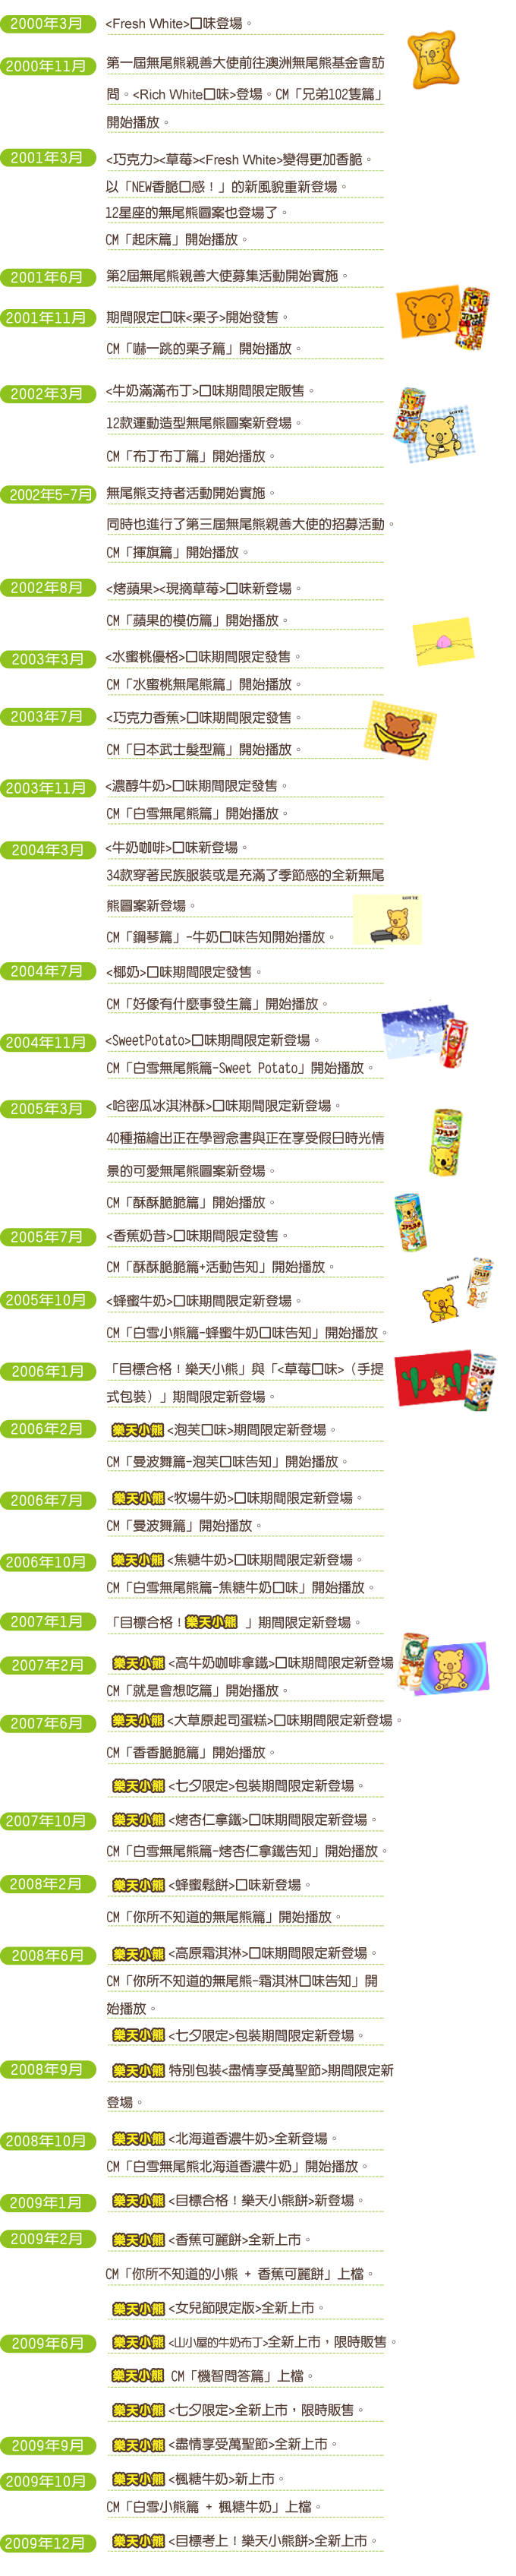 2000年3月
<Fresh White>口味登場。
2000年11月
第一屆無尾熊親善大使前往澳洲無尾熊基金會訪
問。<Rich White口味>登場。CM「兄弟102隻篇」
開始播放。
2001年3月
<巧克力><草莓><Fresh White>變得更加香脆。
以「NEW香脆口感！」的新風貌重新登場。
12星座的無尾熊圖案也登場了。
CM「起床篇」開始播放。
2001年6月
第2屆無尾熊親善大使募集活動開始實施。
2001年11月
期間限定口味<栗子>開始發售。
CM「嚇一跳的栗子篇」開始播放。
2002年3月
<牛奶滿滿布丁>口味期間限定販售。
12款運動造型無尾熊圖案新登場。
CM「布丁布丁篇」開始播放。
LOTTE
2002年5-7月
無尾熊支持者活動開始實施。
同時也進行了第三屆無尾熊親善大使的招募活動。
CM「揮旗篇」開始播放。
2002年8月
<烤蘋果><現摘草莓>口味新登場。
CM「蘋果的模仿篇」開始播放。
2003年3月
<水蜜桃優格>口味期間限定發售。
CM「水蜜桃無尾熊篇」開始播放。
2003年7月
<巧克力香蕉>口味期間限定發售。
CM「日本武士髮型篇」開始播放。
2003年11月
<濃醇牛奶>口味期間限定發售。
CM「白雪無尾熊篇」開始播放。
2004年3月
<牛奶咖啡>口味新登場。
34款穿著民族服裝或是充滿了季節感的全新無尾
熊圖案新登場。
CM「鋼琴篇」-牛奶口味告知開始播放。
LOTTE
2004年7月
<椰奶>口味期間限定發售。
CM「好像有什麼事發生篇」開始播放。
2004年11月
<SweetPotato>口味期間限定新登場。
CM「白雪無尾熊篇-Sweet Potato」開始播放。
2005年3月
<哈密瓜冰淇淋酥>口味期間限定新登場。
40種描繪出正在學習念書與正在享受假日時光情
景的可愛無尾熊圖案新登場。
CM「酥酥脆脆篇」開始播放。
2005年7月
<香蕉奶昔>口味期間限定發售。
CM「酥酥脆脆篇+活動告知」開始播放。
2005年10月
<蜂蜜牛奶>口味期間限定新登場。
CM「白雪小熊篇-蜂蜜牛奶口味告知」開始播放。
LOTTE
2006年1月
「目標合格！樂天小熊」與「<草莓口味>（手提
式包裝）」期間限定新登場。
2006年2月
樂天小熊 <泡芙口味>期間限定新登場。
CM「曼波舞篇-泡芙口味告知」開始播放。
2006年7月
樂天小熊 <牧場牛奶>口味期間限定新登場。
CM「曼波舞篇」開始播放。
2006年10月
樂天小熊 <焦糖牛奶>口味期間限定新登場。
CM「白雪無尾熊篇-焦糖牛奶口味」開始播放。
2007年1月
「目標合格！樂天小熊 」期間限定新登場。
2007年2月
樂天小熊 <高牛奶咖啡拿鐵>口味期間限定新登場
CM「就是會想吃篇」開始播放。
2007年6月
樂天小熊 <大草原起司蛋糕>口味期間限定新登場。
CM「香香脆脆篇」開始播放。
樂天小熊 <七夕限定>包裝期間限定新登場。
2007年10月
樂天小熊 <烤杏仁拿鐵>口味期間限定新登場。
CM「白雪無尾熊篇-烤杏仁拿鐵告知」開始播放。
2008年2月
樂天小熊 <蜂蜜鬆餅>口味新登場。
CM「你所不知道的無尾熊篇」開始播放。
2008年6月
樂天小熊 <高原霜淇淋>口味期間限定新登場。
CM「你所不知道的無尾熊-霜淇淋口味告知」開
始播放。
樂天小熊 <七夕限定>包裝期間限定新登場。
2008年9月
樂天小熊 特別包裝<盡情享受萬聖節>期間限定新
登場。
2008年10月
樂天小熊 <北海道香濃牛奶>全新登場。
CM「白雪無尾熊北海道香濃牛奶」開始播放。
2009年1月
樂天小熊 <目標合格！樂天小熊餅>新登場。
2009年2月
樂天小熊 <香蕉可麗餅>全新上市。
CM「你所不知道的小熊 + 香蕉可麗餅」上檔。
樂天小熊 <女兒節限定版>全新上市。
2009年6月
樂天小熊 <山小屋的牛奶布丁>全新上市，限時販售。
樂天小熊 CM「機智問答篇」上檔。
樂天小熊 <七夕限定>全新上市，限時販售。
2009年9月
樂天小熊 <盡情享受萬聖節>全新上市。
2009年10月
樂天小熊 <楓糖牛奶>新上市。
CM「白雪小熊篇 + 楓糖牛奶」上檔。
2009年12月
樂天小熊 <目標考上！樂天小熊餅>全新上市。